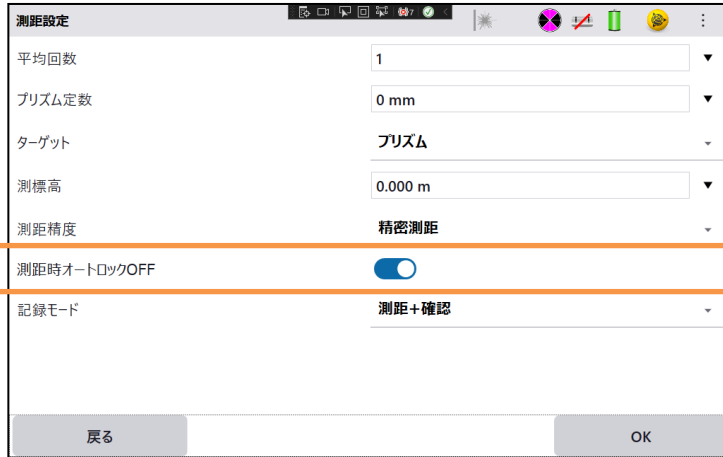 測距設定
7
平均回数 1
プリズム定数 0 mm
ターゲット プリズム
測標高 0.000 m
測距精度 精密測距
測距時オートロックOFF
記録モード 測距+確認
戻る OK